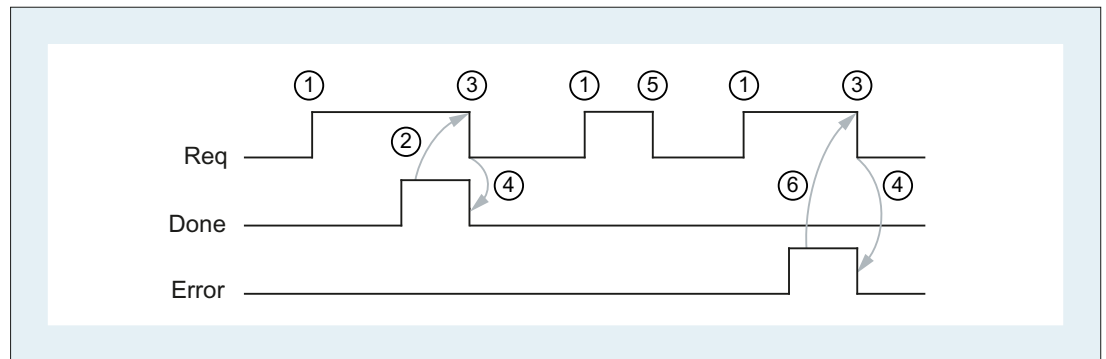 ① ③ ① ⑤ ① ③
②
Req
④ ⑥ ④
Done
Error